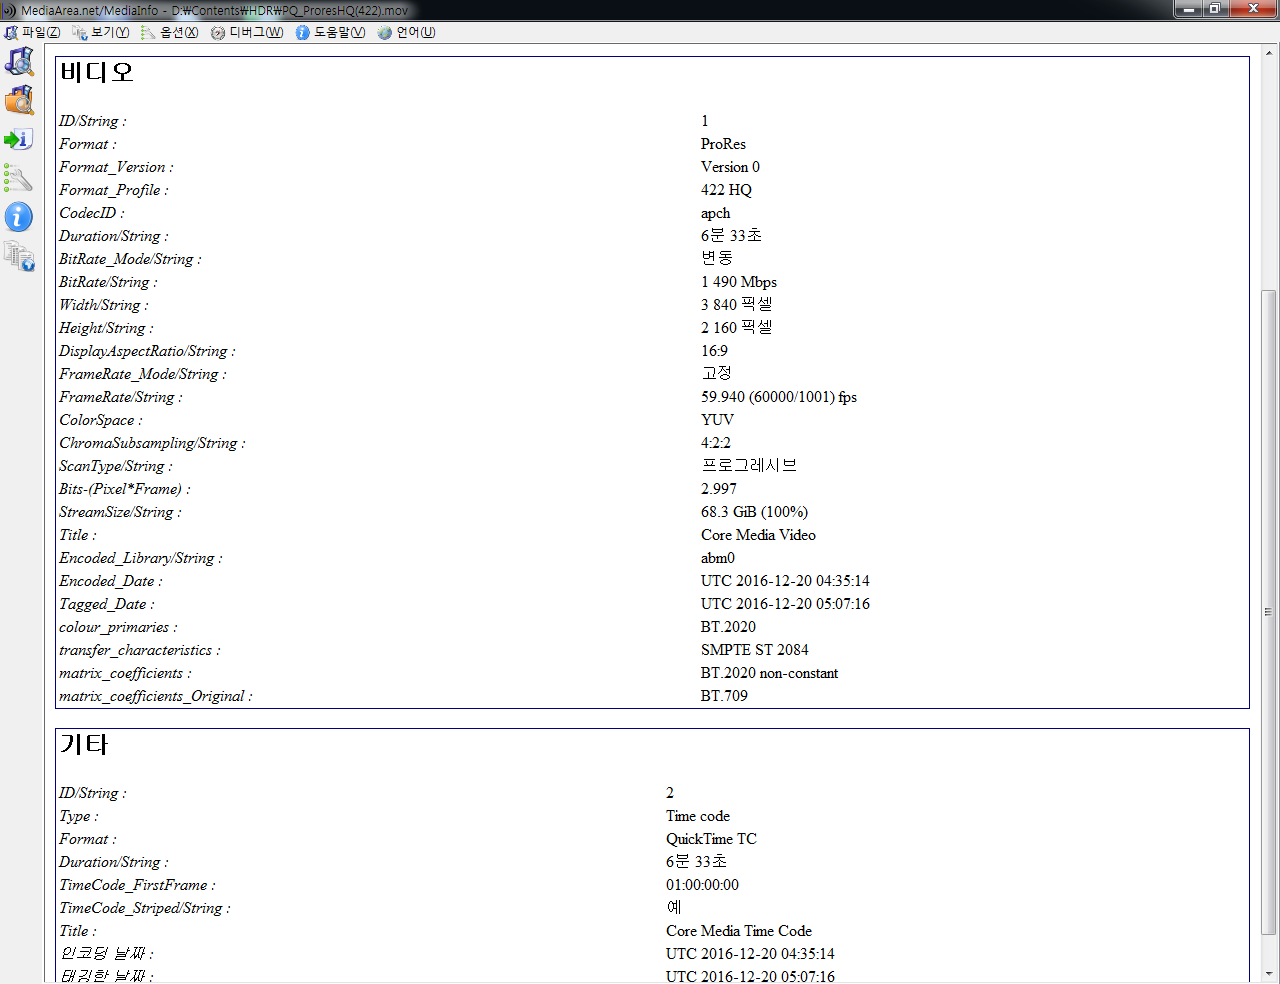 MediaArea.net/MediaInfo - D:₩Contents₩HDR₩PQ_ProresHQ(422).mov
파일(Z) 보기(Y) 옵션(X) 디버그(W) 도움말(V) 언어(U)
비디오
ID/String : 1
Format : ProRes
Format_Version : Version 0
Format_Profile : 422 HQ
CodecID : apch
Duration/String : 6분 33초
BitRate_Mode/String : 변동
BitRate/String : 1 490 Mbps
Width/String : 3 840 픽셀
Height/String : 2 160 픽셀
DisplayAspectRatio/String : 16:9
FrameRate_Mode/String : 고정
FrameRate/String : 59.940 (60000/1001) fps
ColorSpace : YUV
ChromaSubsampling/String : 4:2:2
ScanType/String : 프로그레시브
Bits-(Pixel*Frame) : 2.997
StreamSize/String : 68.3 GiB (100%)
Title : Core Media Video
Encoded_Library/String : abm0
Encoded_Date : UTC 2016-12-20 04:35:14
Tagged_Date : UTC 2016-12-20 05:07:16
colour_primaries : BT.2020
transfer_characteristics : SMPTE ST 2084
matrix_coefficients : BT.2020 non-constant
matrix_coefficients_Original : BT.709
기타
ID/String : 2
Type : Time code
Format : QuickTime TC
Duration/String : 6분 33초
TimeCode_FirstFrame : 01:00:00:00
TimeCode_Striped/String : 예
Title : Core Media Time Code
인코딩 날짜 : UTC 2016-12-20 04:35:14
태깅한 날짜 : UTC 2016-12-20 05:07:16